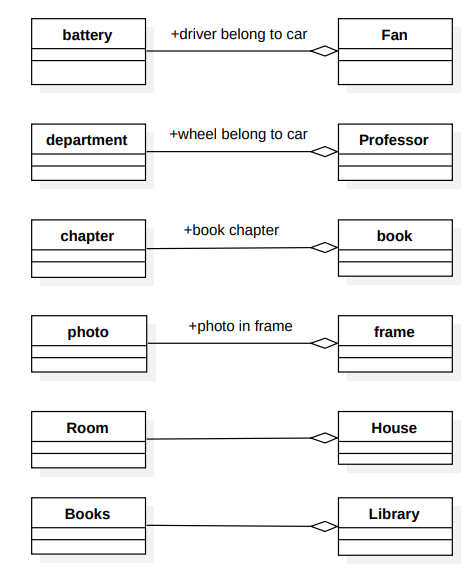 battery +driver belong to car Fan
department +wheel belong to car Professor
chapter +book chapter book
photo +photo in frame frame
Room House
Books Library